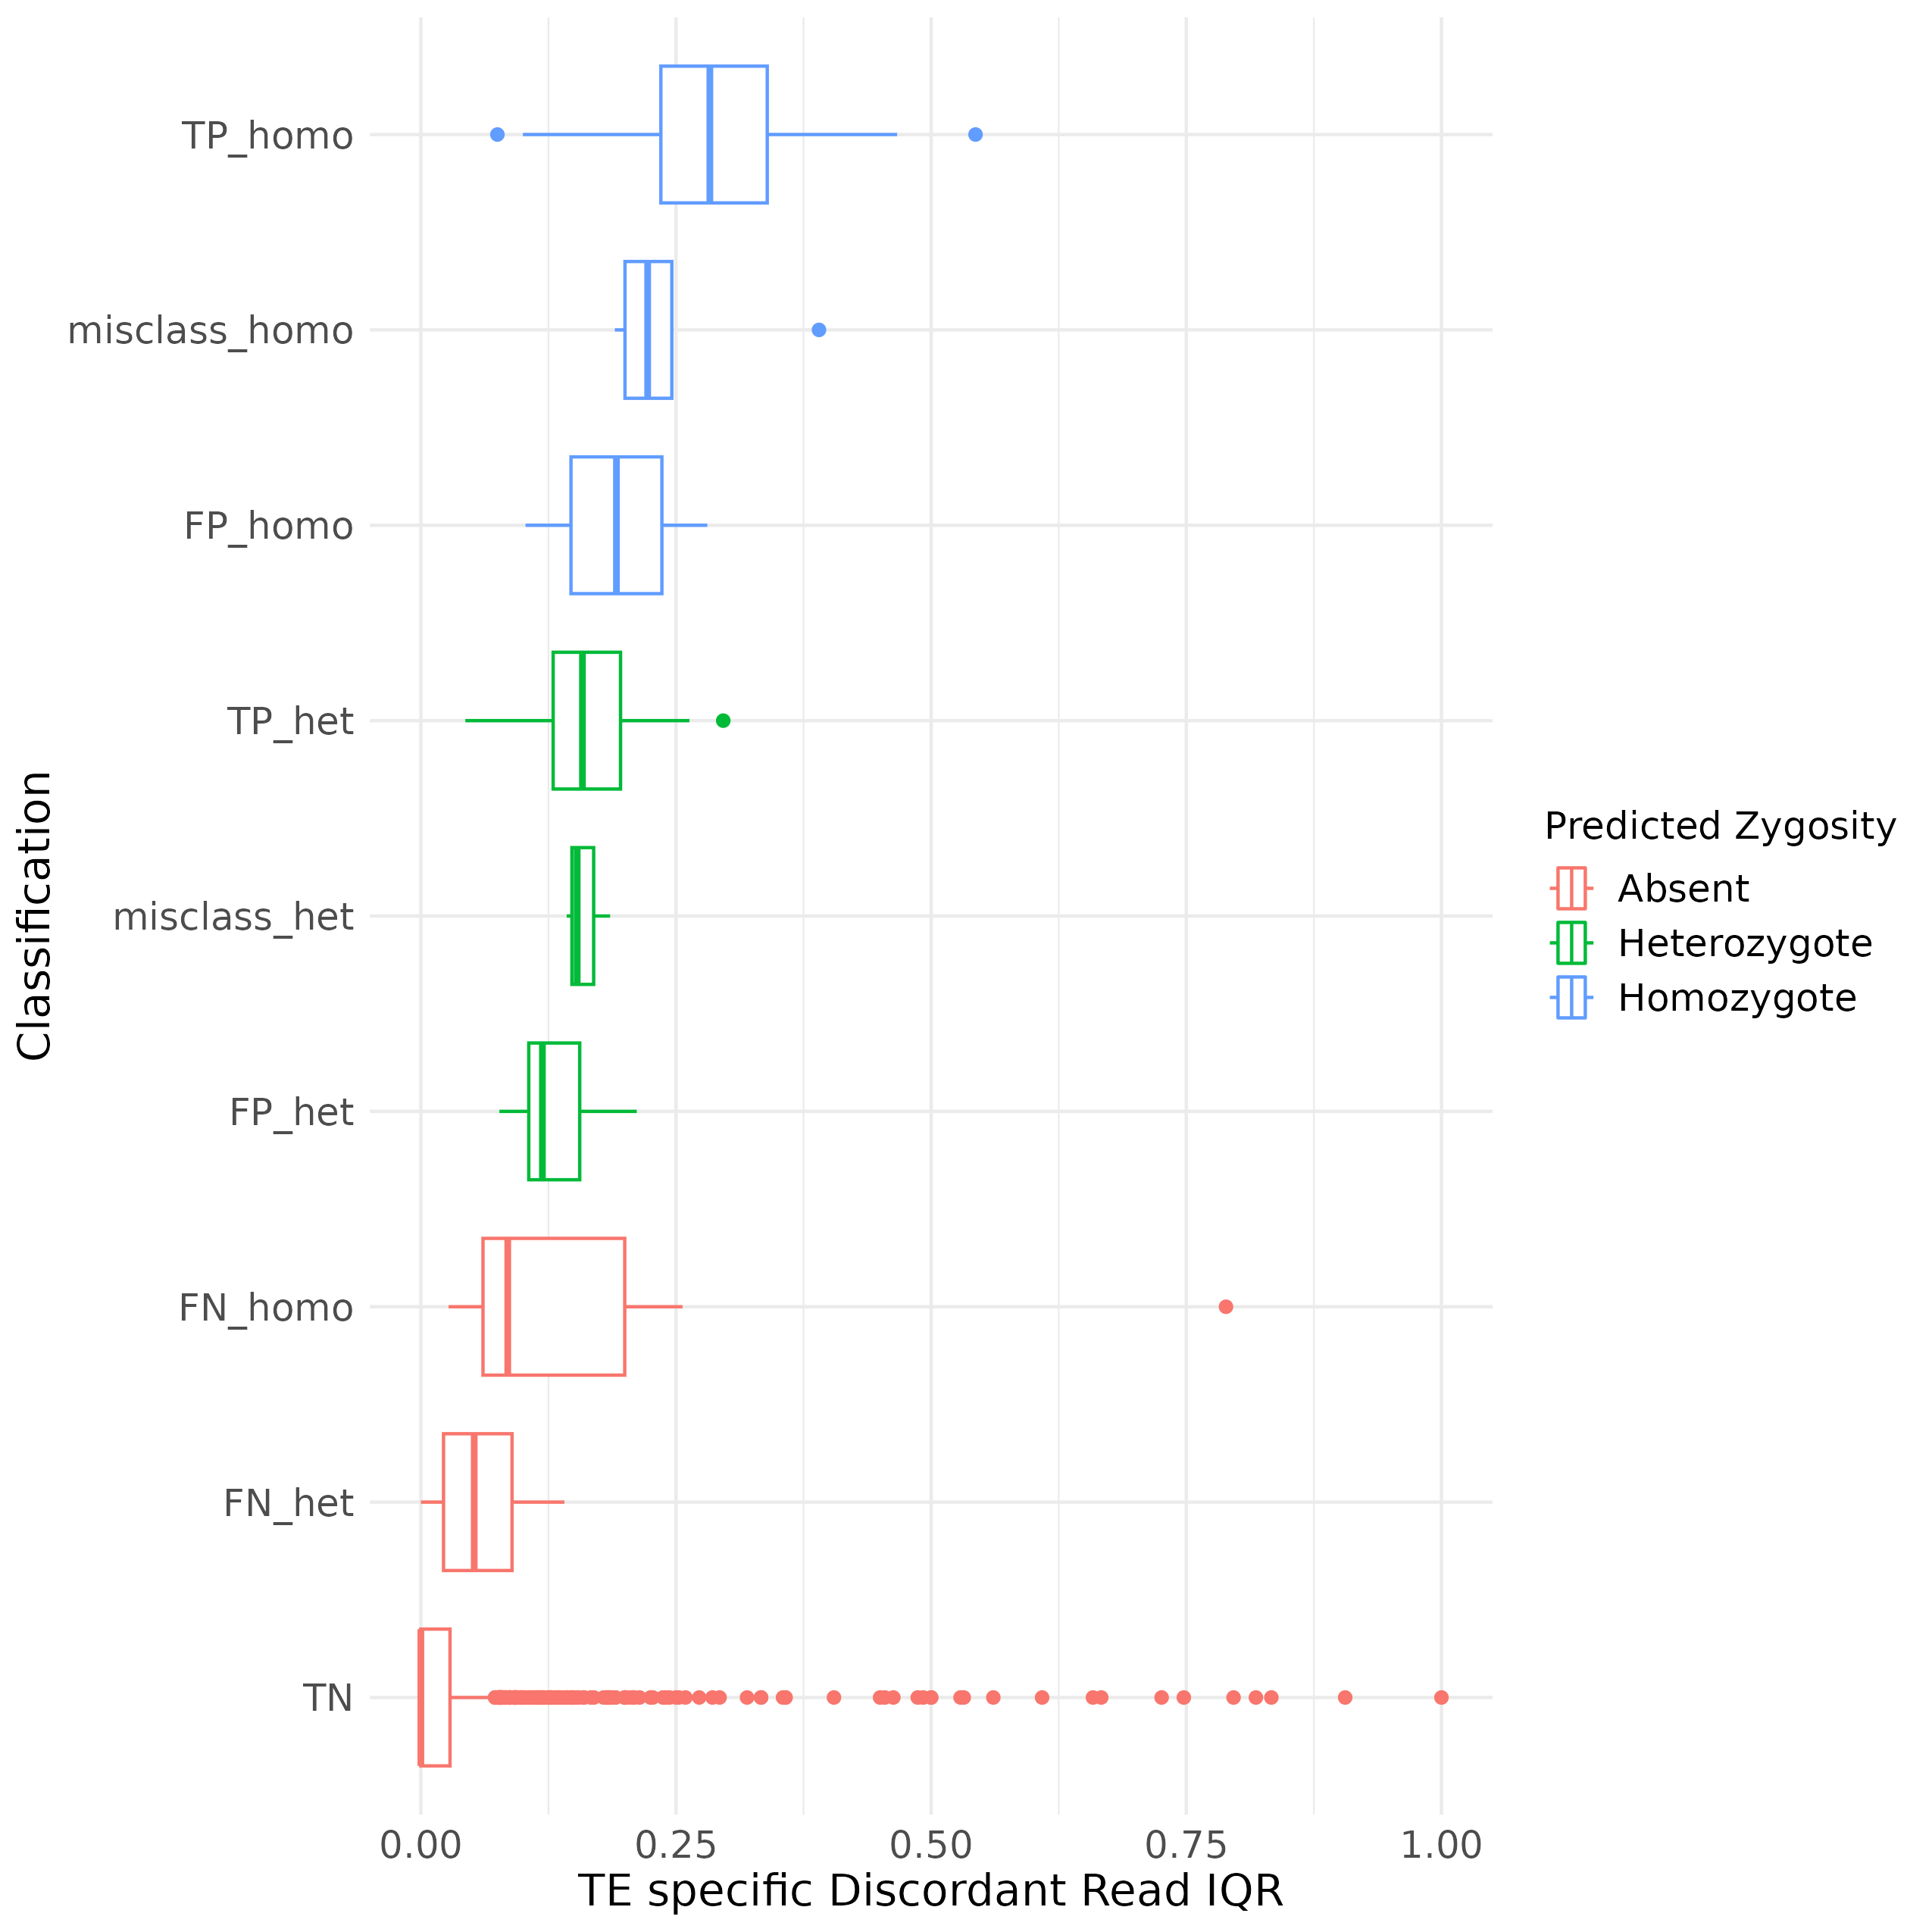 TP_homo
misclass_homo
FP_homo
TP_het
misclass_het
FP_het
FN_homo
FN_het
TN
Classification
0.00 0.25 0.50 0.75 1.00
TE specific Discordant Read IQR
Predicted Zygosity
Absent
Heterozygote
Homozygote